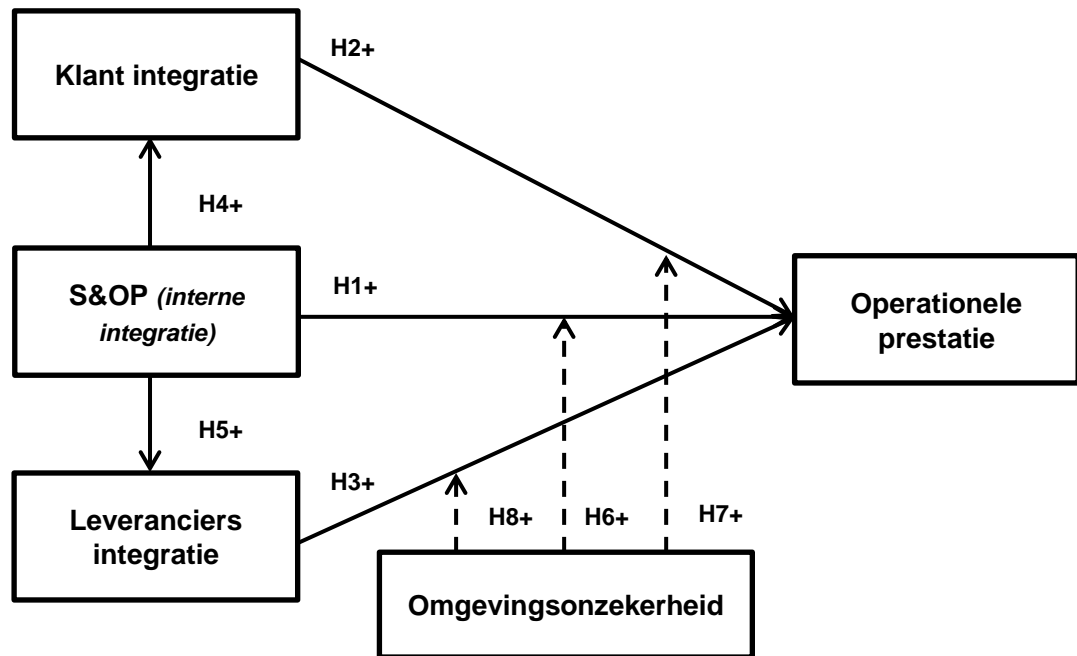 H2+
Klant integratie
H4+
S&OP (interne
integratie)
H1+
Operationele
prestatie
H5+
H3+
Leveranciers
integratie
H8+
H6+
H7+
Omgevingsonzekerheid